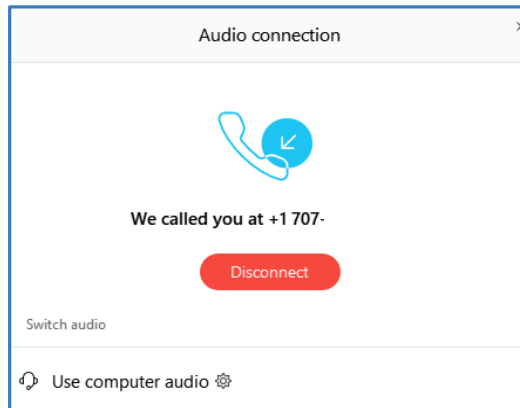 Audio connection
We called you at +1 707-
Disconnect
Switch audio
Use computer audio